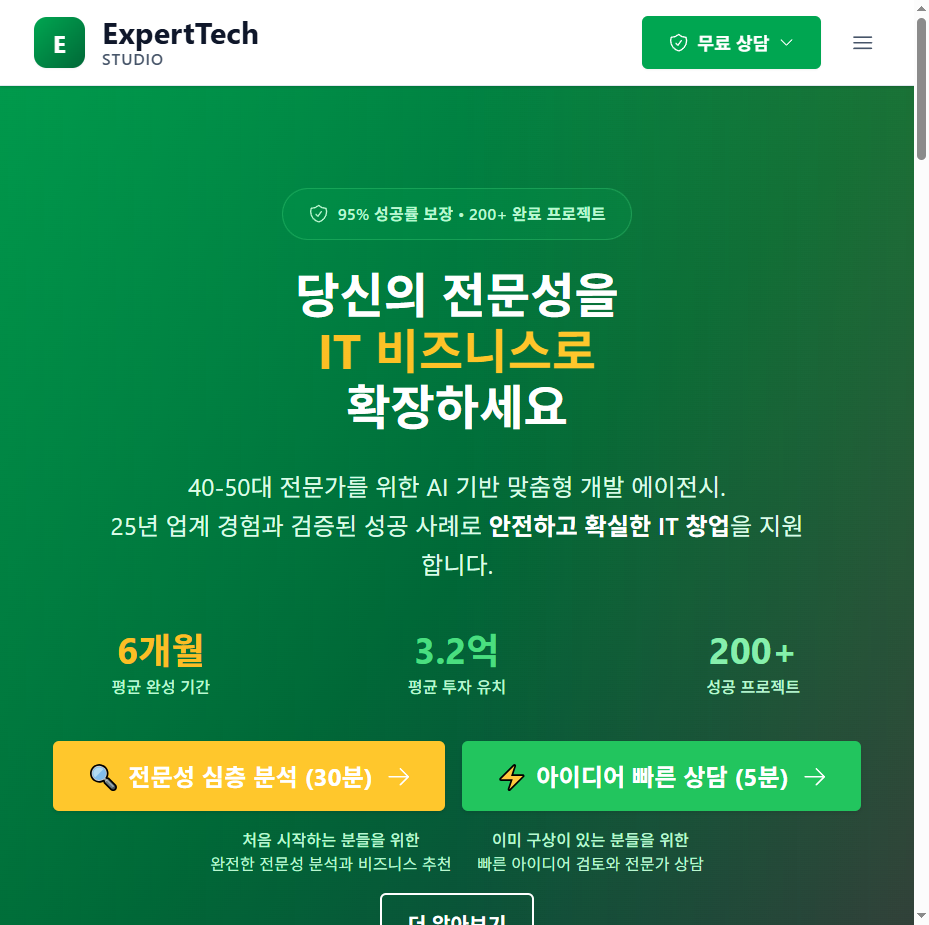 E
ExpertTech
STUDIO
무료 상담
95% 성공률 보장 • 200+ 완료 프로젝트
당신의 전문성을
IT 비즈니스로
확장하세요
40-50대 전문가를 위한 AI 기반 맞춤형 개발 에이전시.
25년 업계 경험과 검증된 성공 사례로 안전하고 확실한 IT 창업을 지원
합니다.
6개월
평균 완성 기간
3.2억
평균 투자 유치
200+
성공 프로젝트
전문성 심층 분석 (30분) →
아이디어 빠른 상담 (5분) →
처음 시작하는 분들을 위한
완전한 전문성 분석과 비즈니스 추천
이미 구상이 있는 분들을 위한
빠른 아이디어 검토와 전문가 상담
더 알아보기